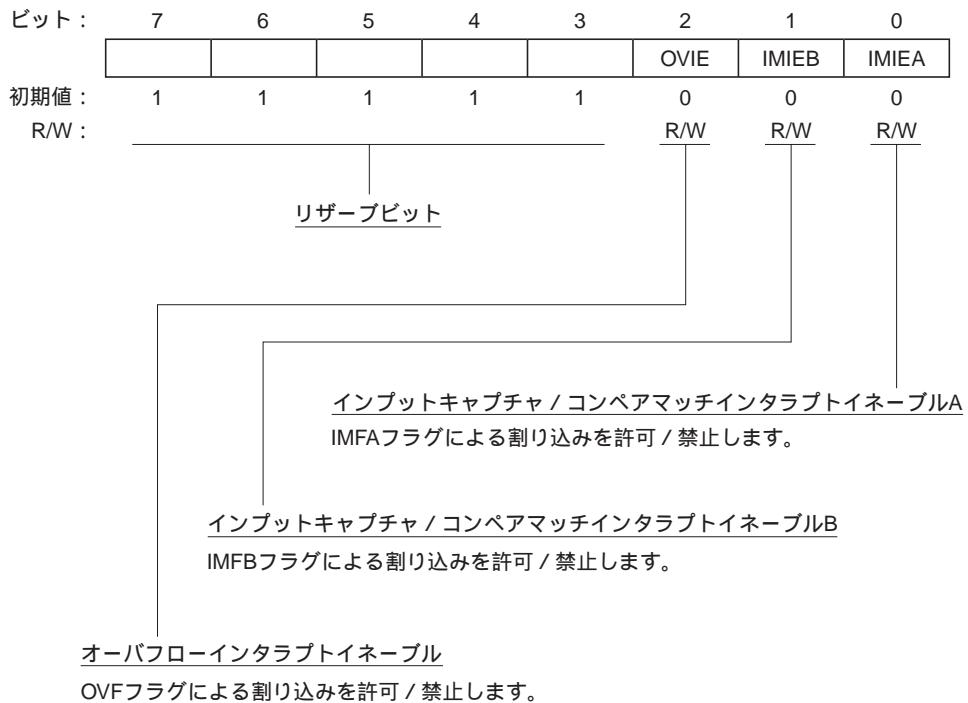 ビット： 7 6 5 4 3 2 1 0
OVIE IMIEB IMIEA
初期値： 1 1 1 1 1 0 0 0
R/W： R/W R/W R/W
リザーブビット
インプットキャプチャ / コンペアマッチインタラプトイネーブルA
IMFAフラグによる割り込みを許可 / 禁止します。
インプットキャプチャ / コンペアマッチインタラプトイネーブルB
IMFBフラグによる割り込みを許可 / 禁止します。
オーバフローインタラプトイネーブル
OVFフラグによる割り込みを許可 / 禁止します。